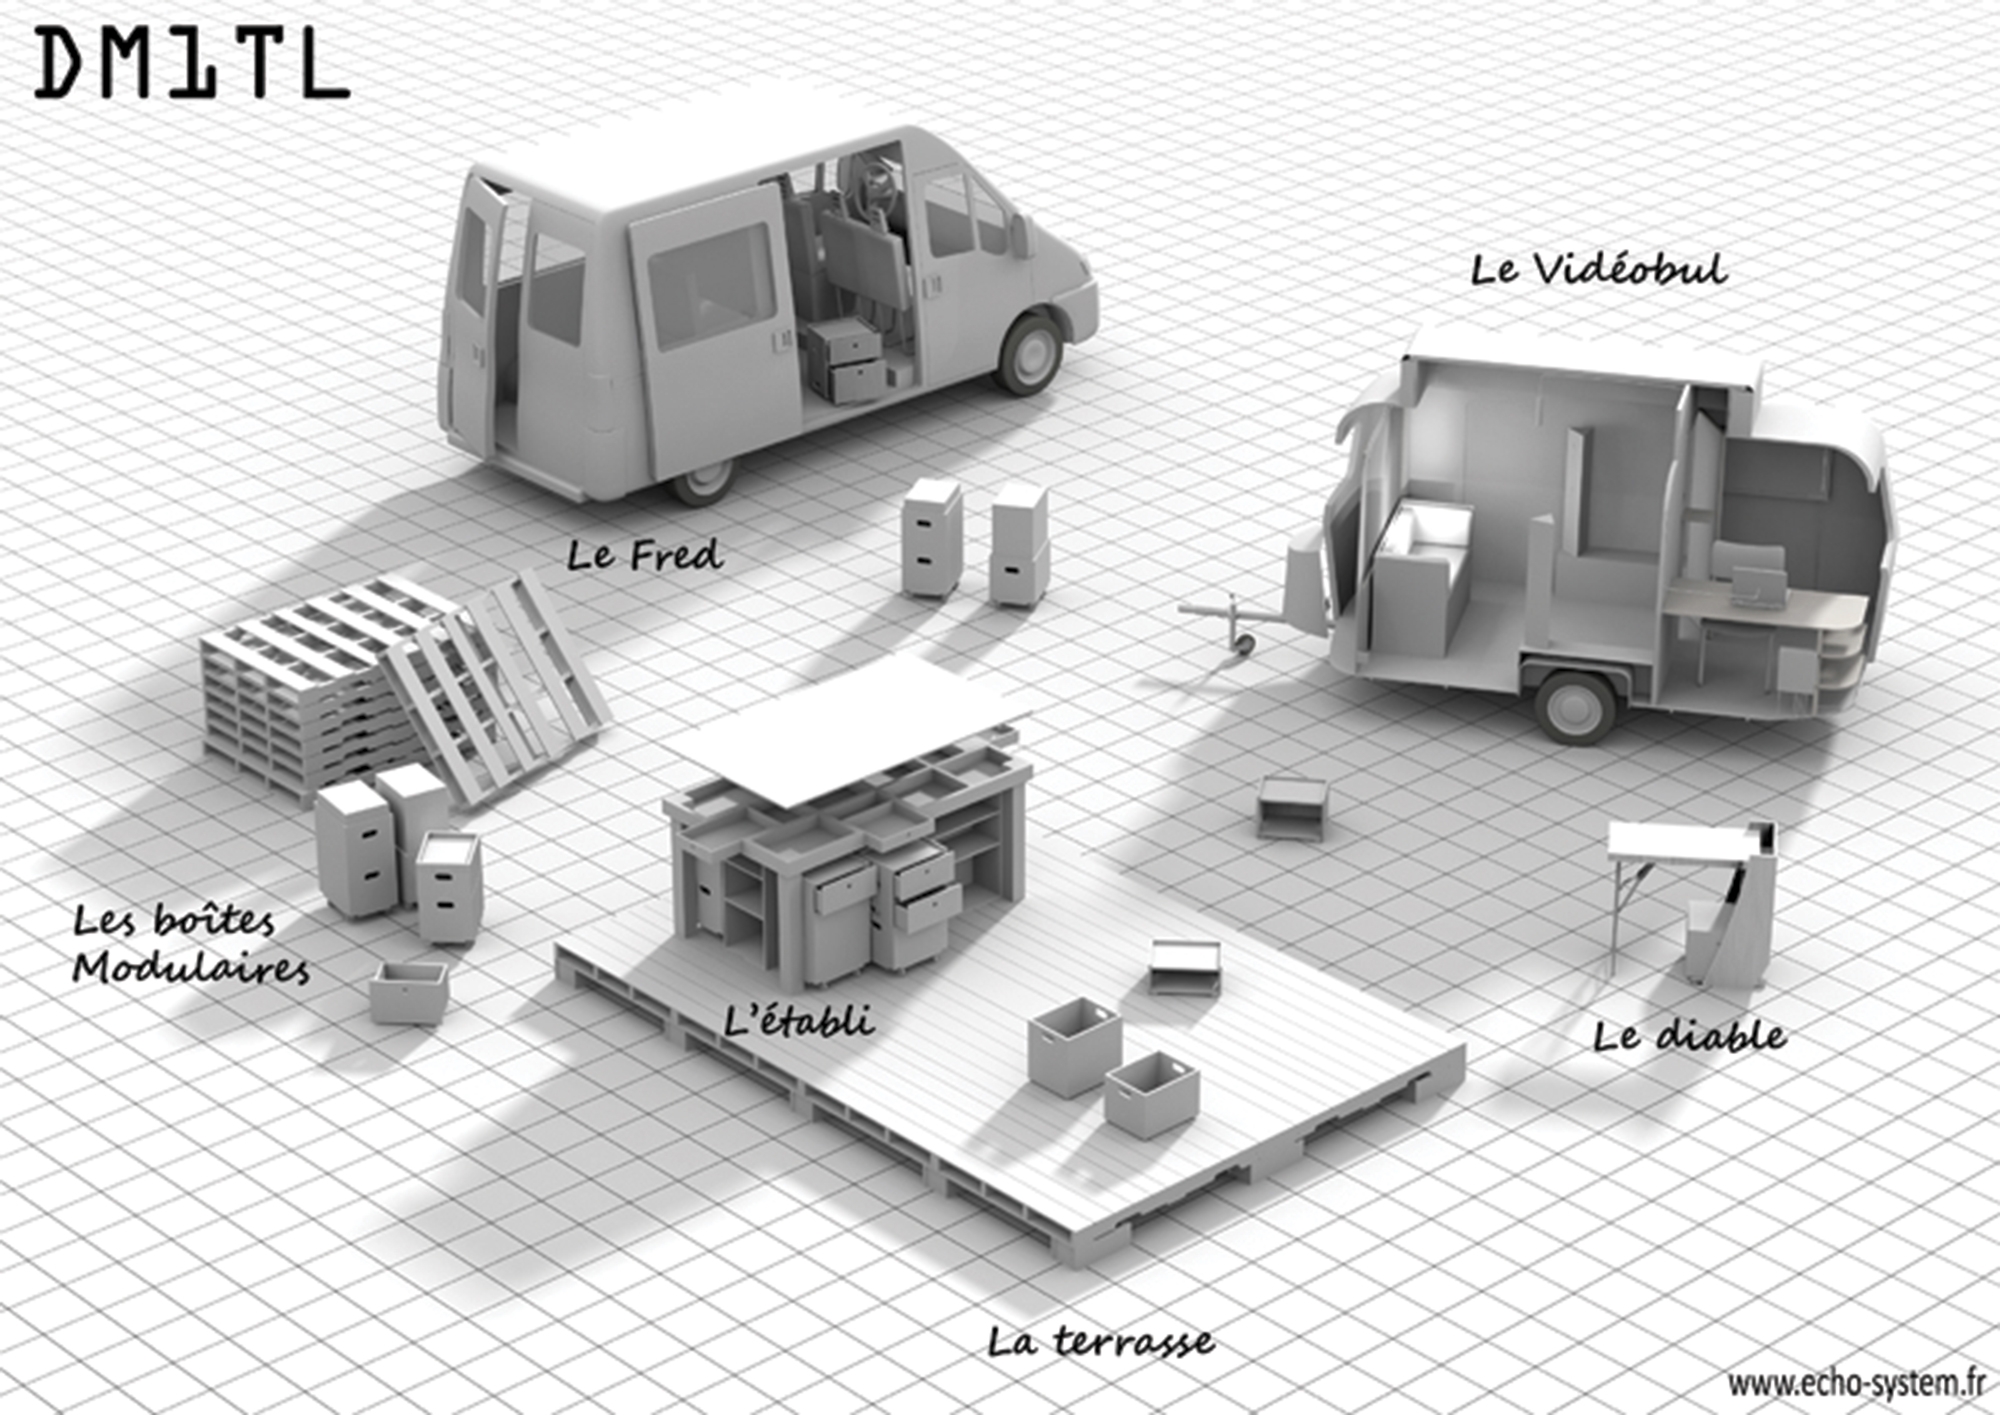 DM1TL
Le Vidéobul
Le Fred
Les boîtes
Modulaires
L'établi
Le diable
La terrasse
www.echo-system.fr